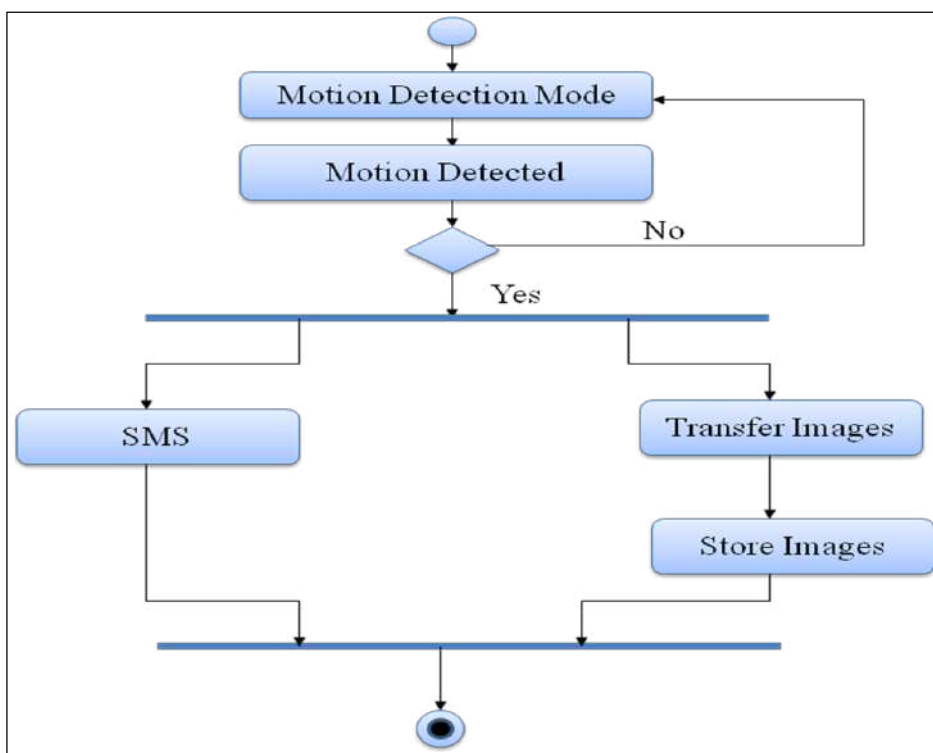 Motion Detection Mode
Motion Detected
No
Yes
SMS
Transfer Images
Store Images